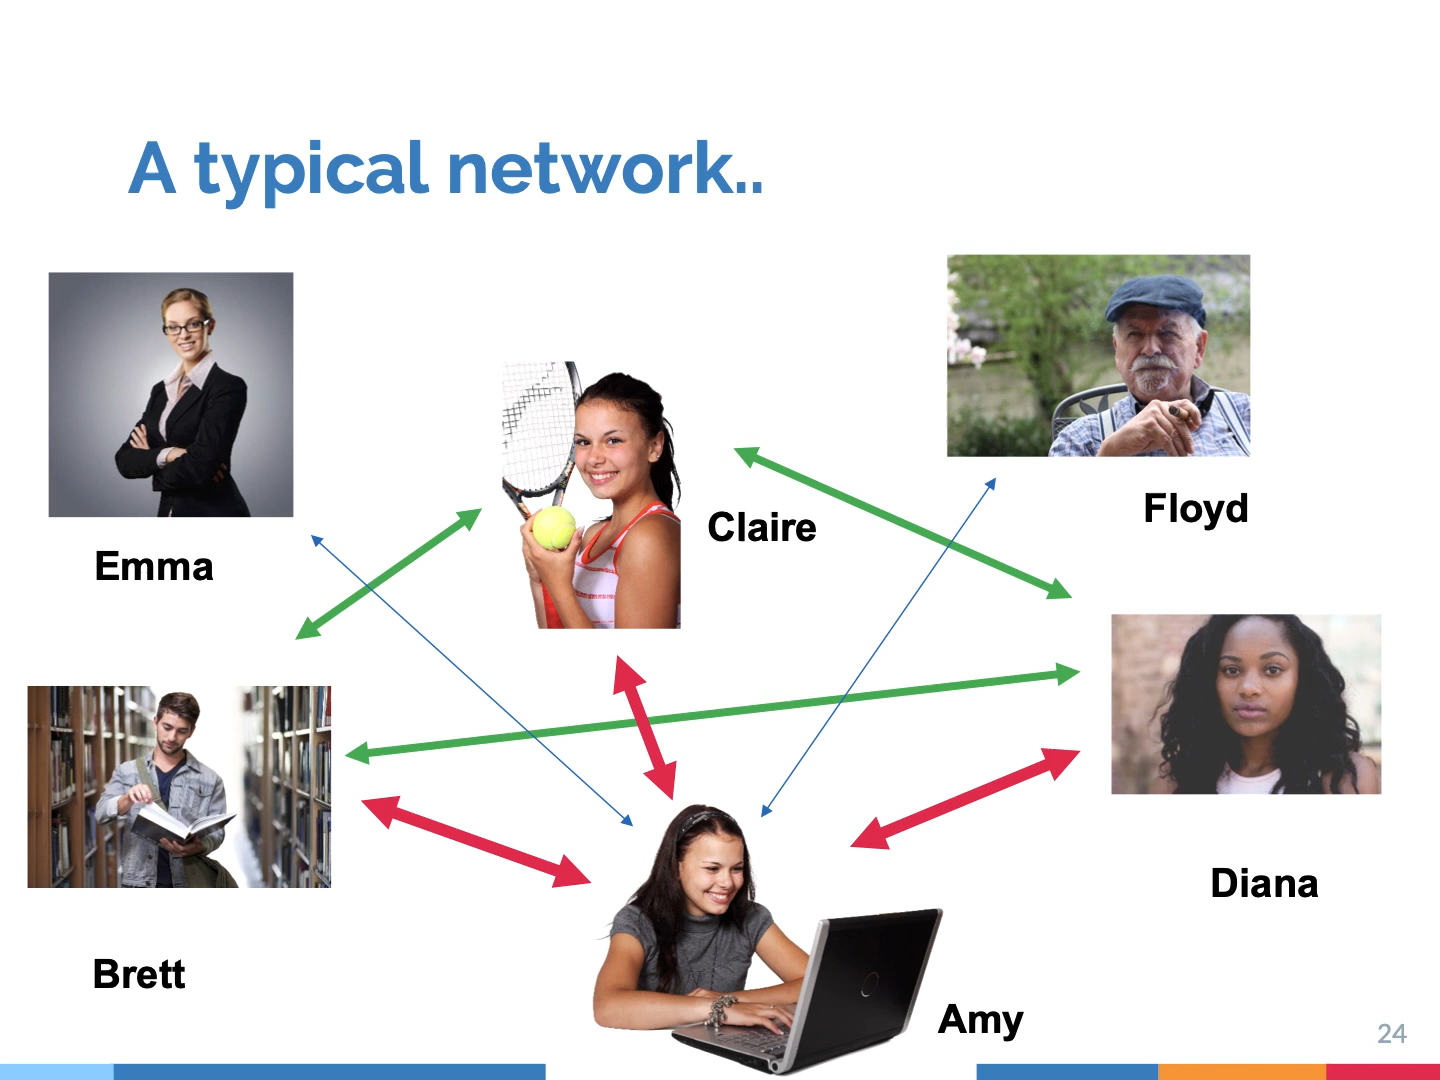 A typical network..
Floyd
Claire
Emma
Diana
Brett
Amy
24